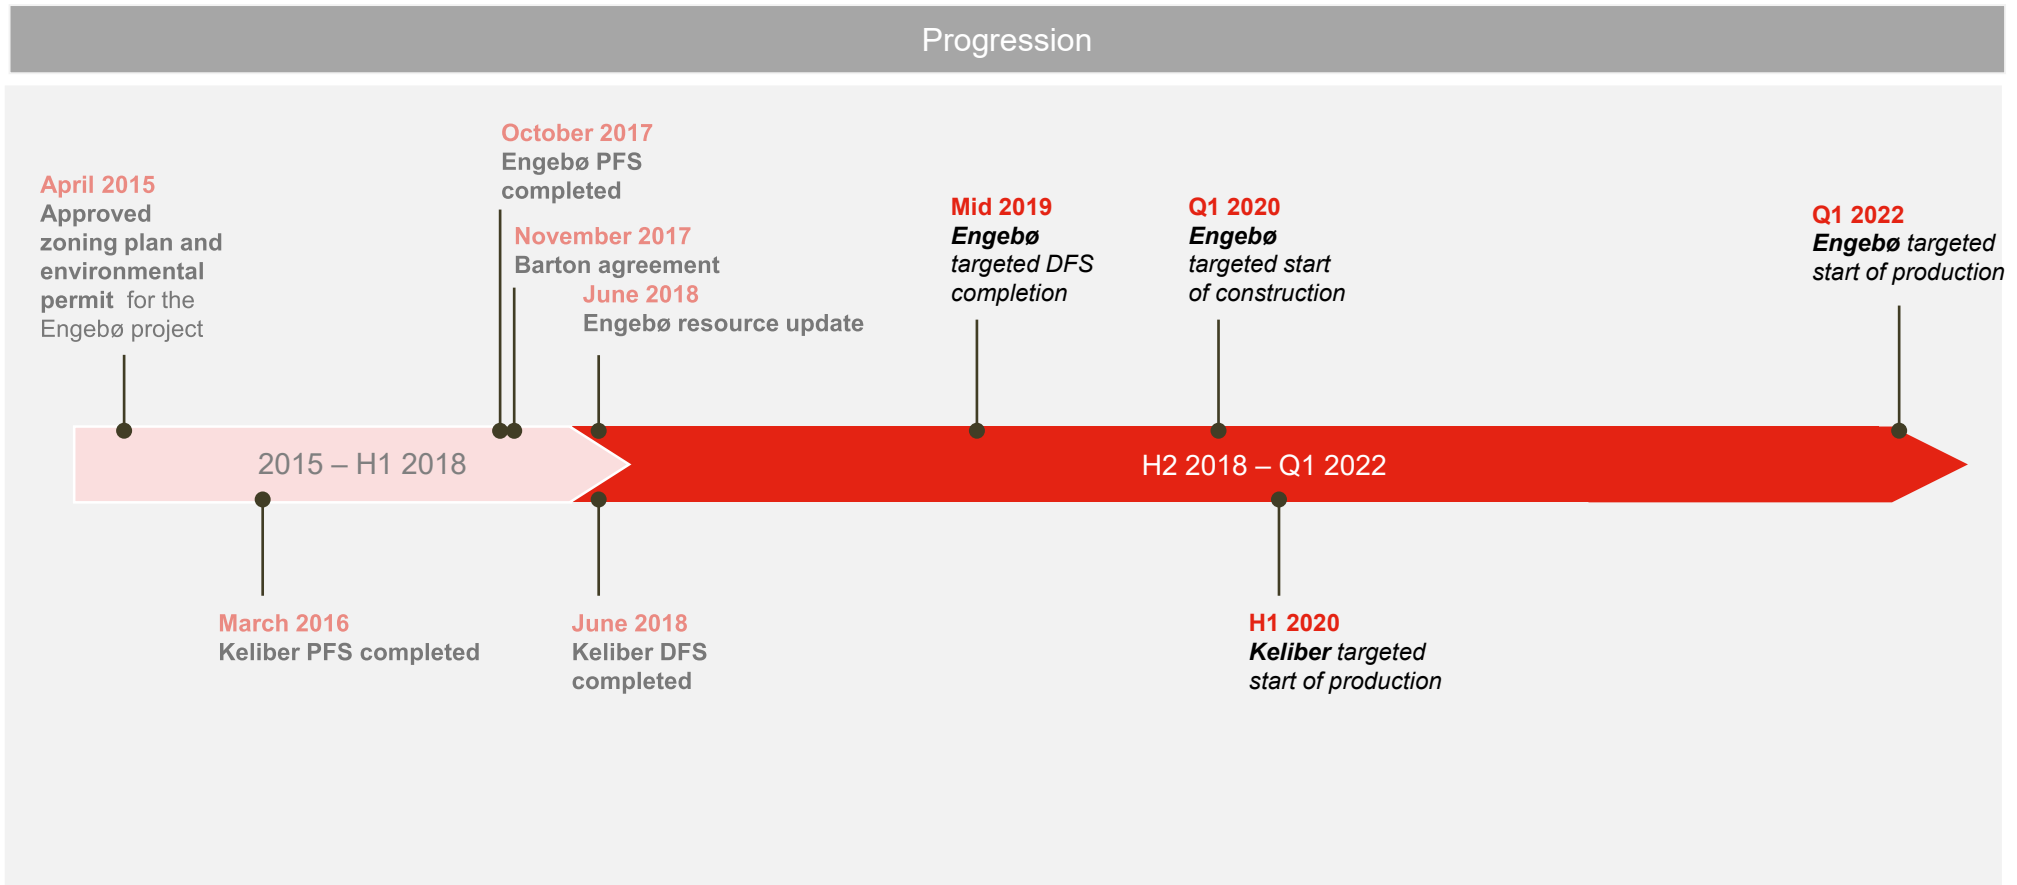 Progression
April 2015
Approved
zoning plan and
environmental
permit for the
Engebø project
October 2017
Engebø PFS
completed
November 2017
Barton agreement
June 2018
Engebø resource update
Mid 2019
Engebø
targeted DFS
completion
Q1 2020
Engebø
targeted start
of construction
Q1 2022
Engebø targeted
start of production
2015 – H1 2018
H2 2018 – Q1 2022
March 2016
Keliber PFS completed
June 2018
Keliber DFS
completed
H1 2020
Keliber targeted
start of production